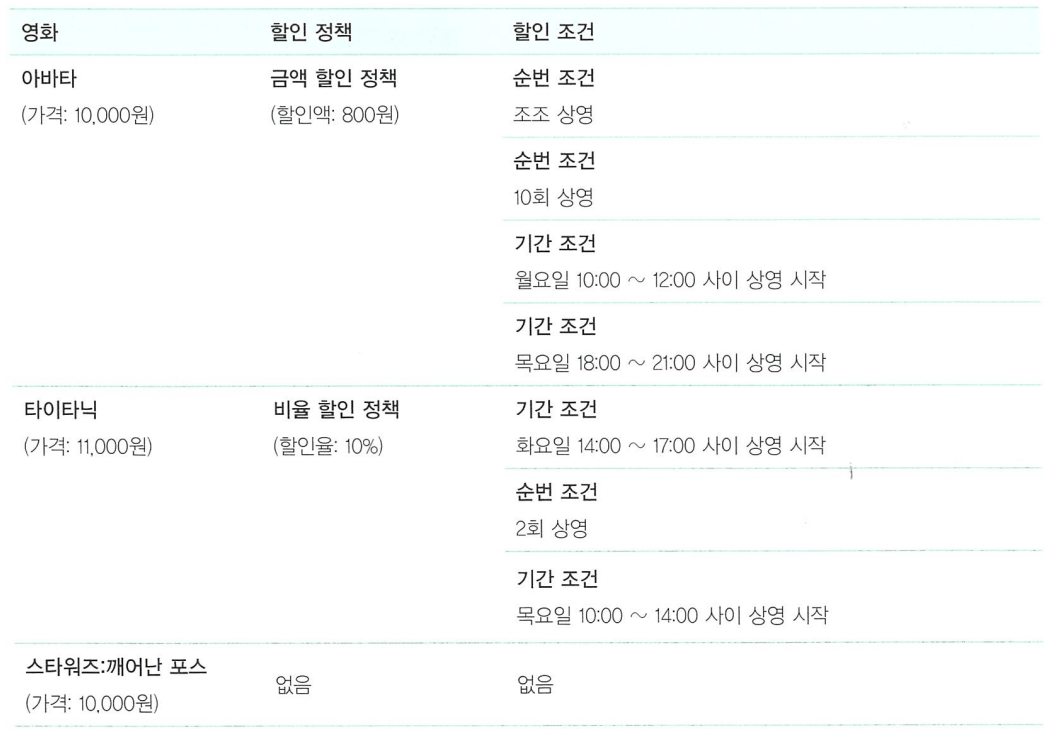 영화 할인 정책 할인 조건
아바타 금액 할인 정책 순번 조건
(가격: 10,000원) (할인액: 800원) 조조 상영
순번 조건
10회 상영
기간 조건
월요일 10:00 ~ 12:00 사이 상영 시작
기간 조건
목요일 18:00 ~ 21:00 사이 상영 시작
타이타닉 비율 할인 정책 기간 조건
(가격: 11,000원) (할인율: 10%) 화요일 14:00 ~ 17:00 사이 상영 시작
순번 조건
2회 상영
기간 조건
목요일 10:00 ~ 14:00 사이 상영 시작
스타워즈:깨어난 포스
없음 없음
(가격: 10,000원)